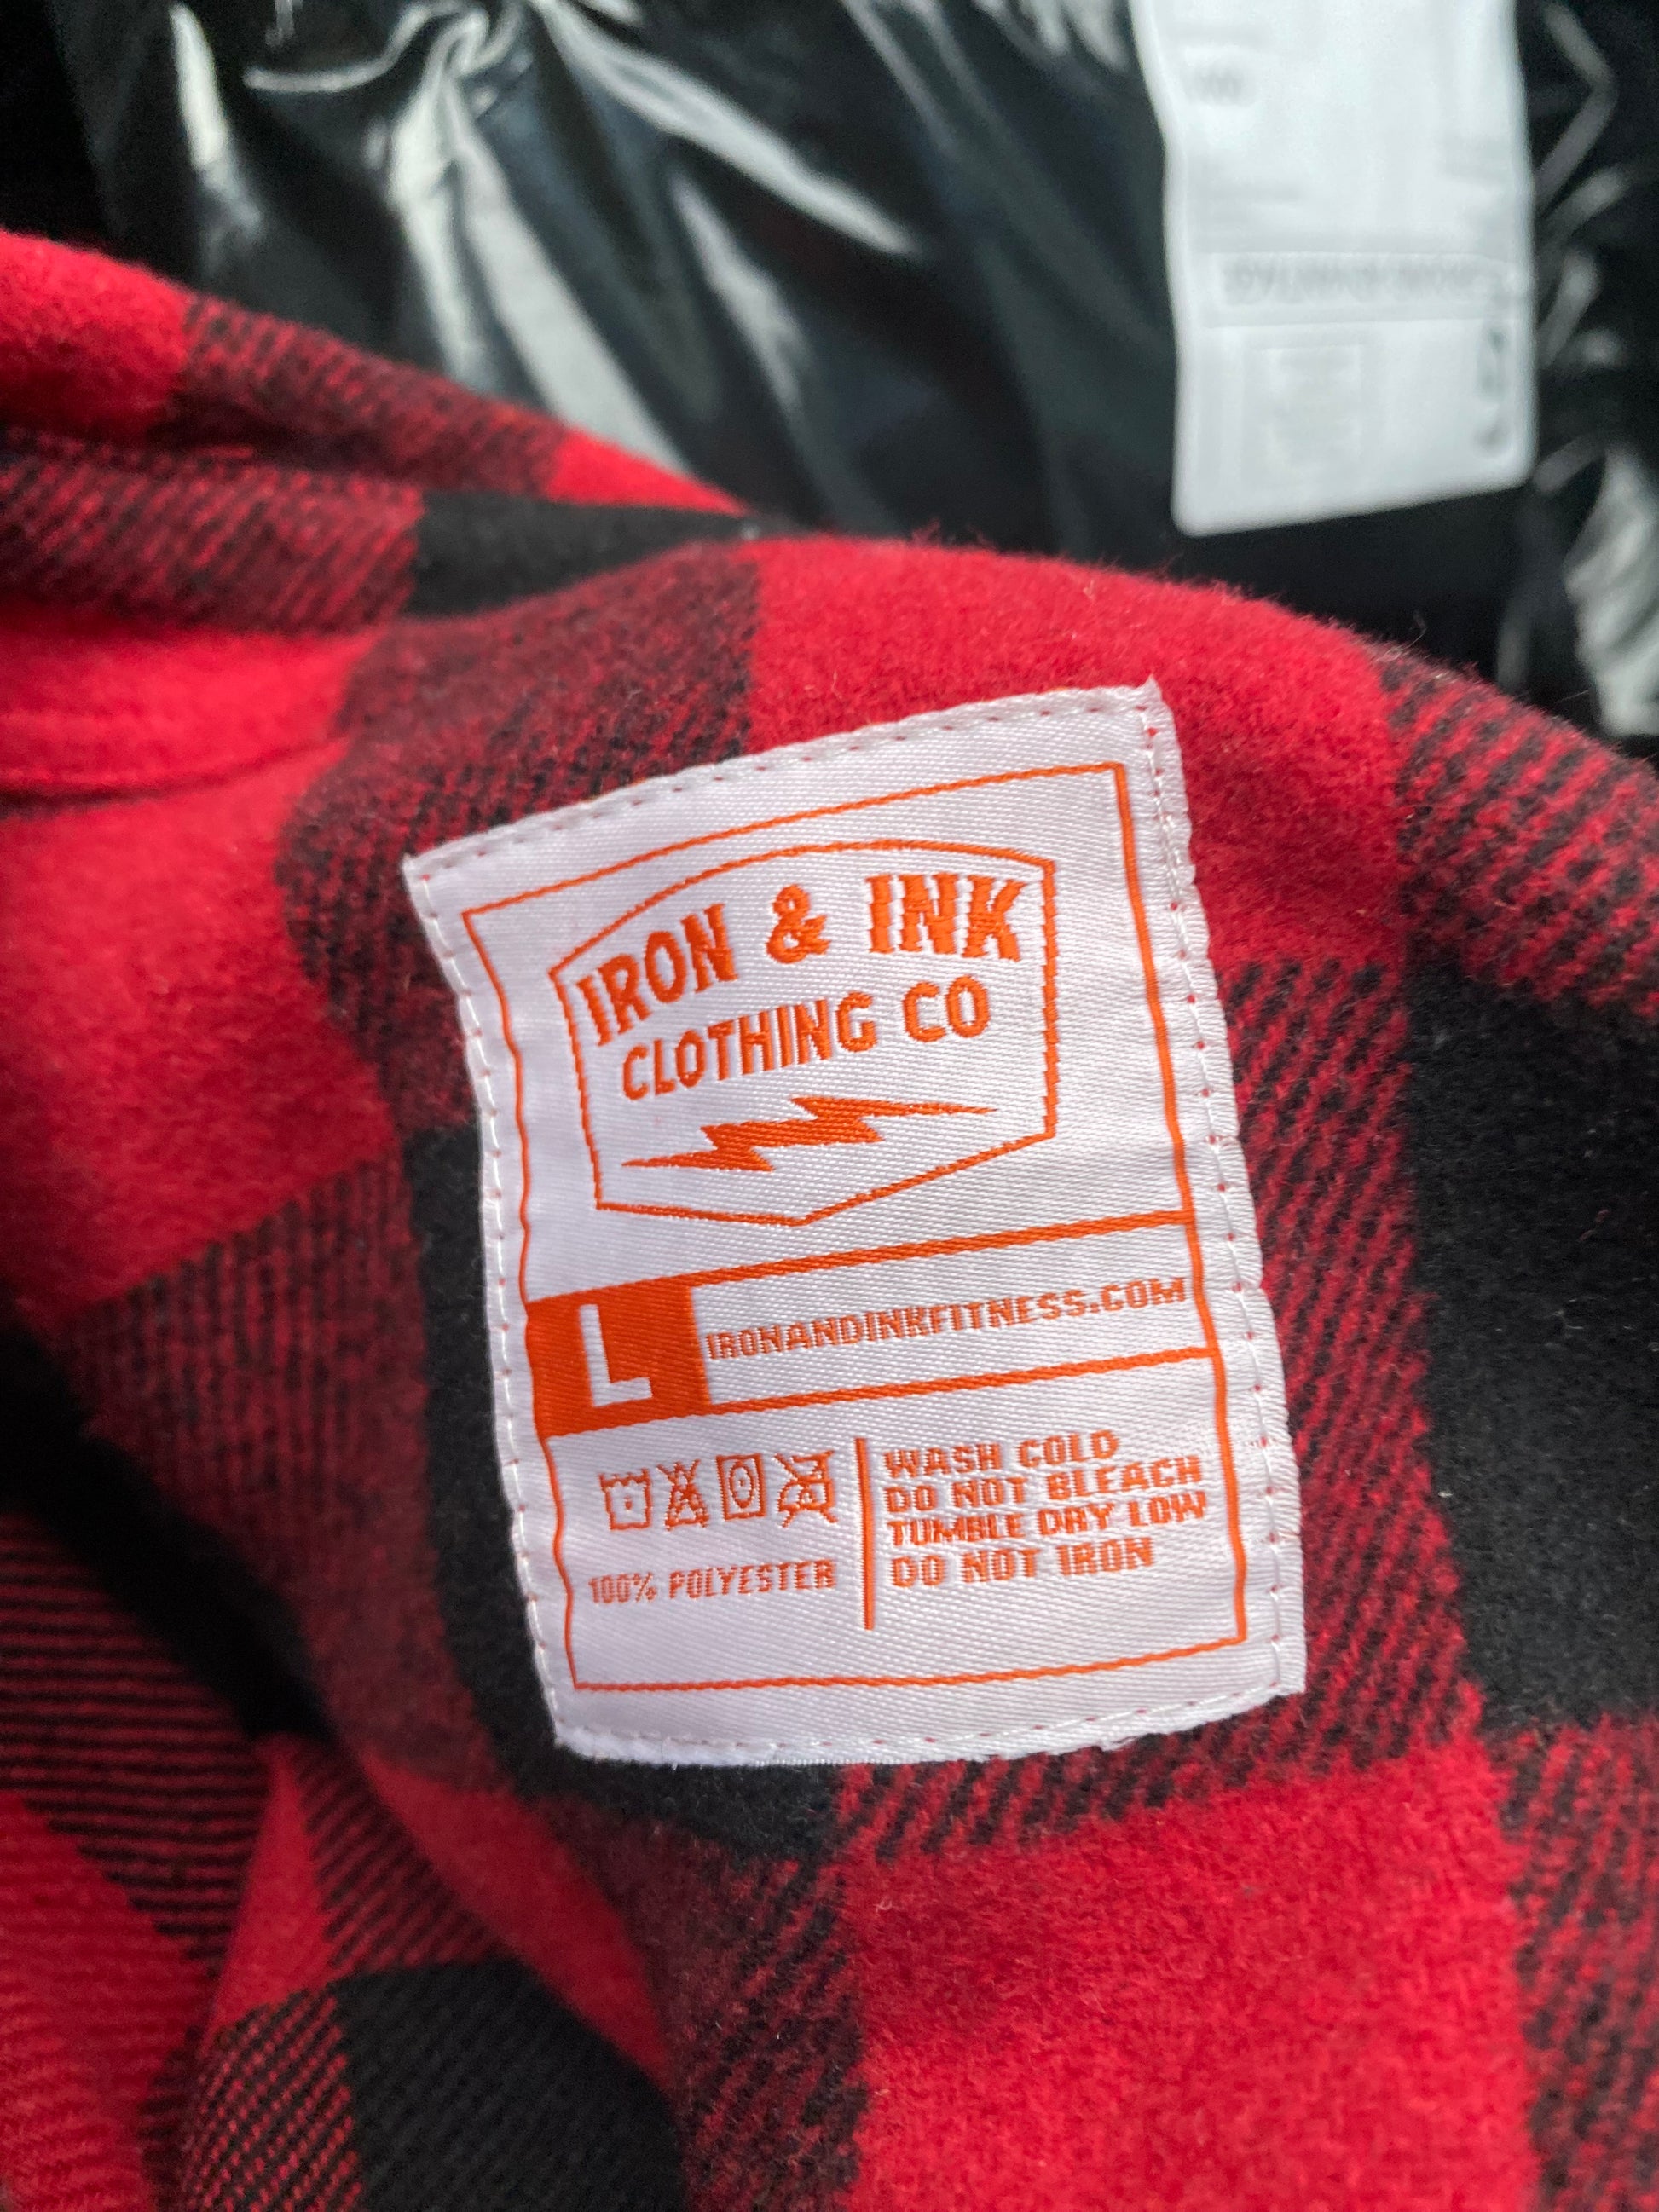 IRON & INK
CLOTHING CO
L
IRONANDINKFITNESS.COM
100% POLYESTER
WASH COLD
DO NOT BLEACH
TUMBLE DRY LOW
DO NOT IRON